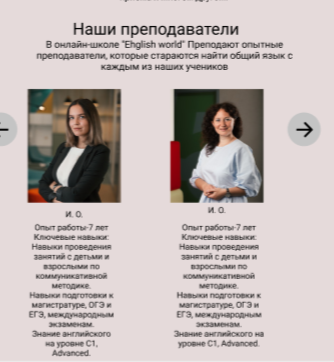 Наши преподаватели
В онлайн-школе "Ehglish world" Преподают опытные
преподаватели, которые стараются найти общий язык с
каждым из наших учеников
И. О.
Опыт работы-7 лет
Ключевые навыки:
Навыки проведения
занятий с детьми и
взрослыми по
коммуникативной
методике.
Навыки подготовки к
магистратуре, ОГЭ и
ЕГЭ, международным
экзаменам.
Знание английского
на уровне C1,
Advanced.
И. О.
Опыт работы-7 лет
Ключевые навыки:
Навыки проведения
занятий с детьми и
взрослыми по
коммуникативной
методике.
Навыки подготовки к
магистратуре, ОГЭ и
ЕГЭ, международным
экзаменам.
Знание английского на
уровне C1, Advanced.